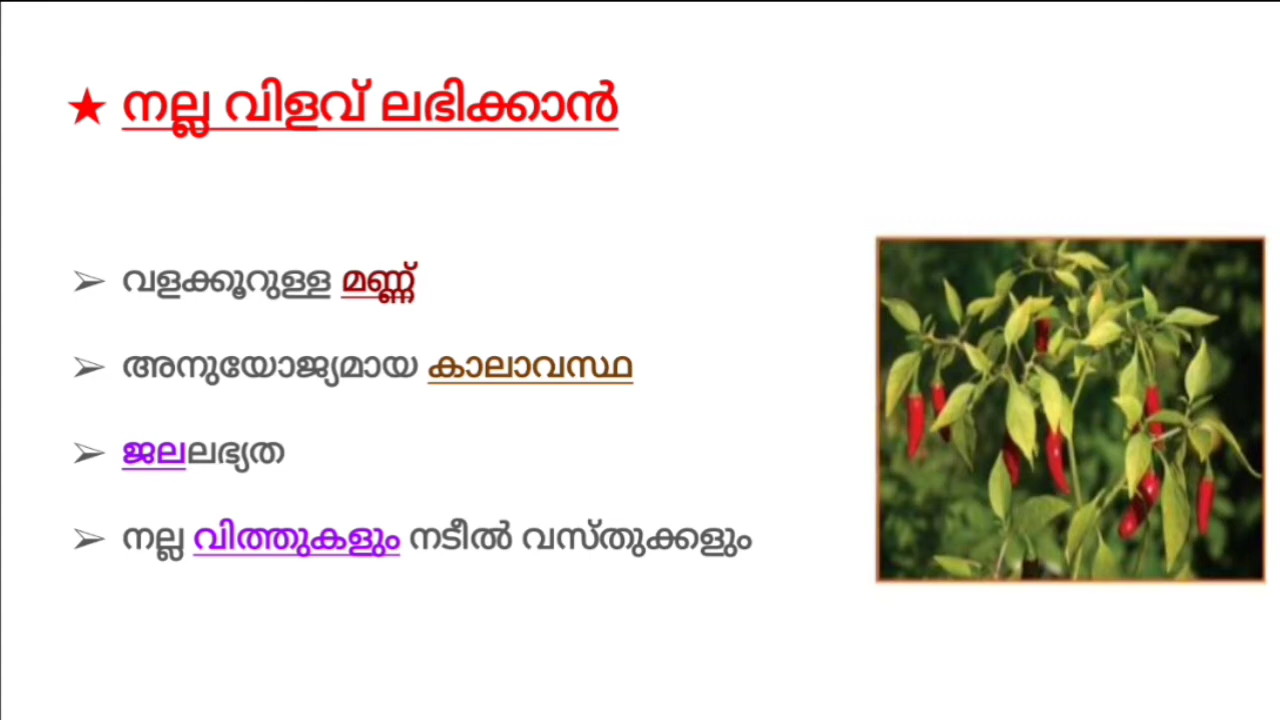 ★ നല്ല വിളവ് ലഭിക്കാൻ
➢ വളക്കൂറുള്ള മണ്ണ്
➢ അനുയോജ്യമായ കാലാവസ്ഥ
➢ ജലലഭ്യത
➢ നല്ല വിത്തുകളും നടീൽ വസ്തുക്കളും